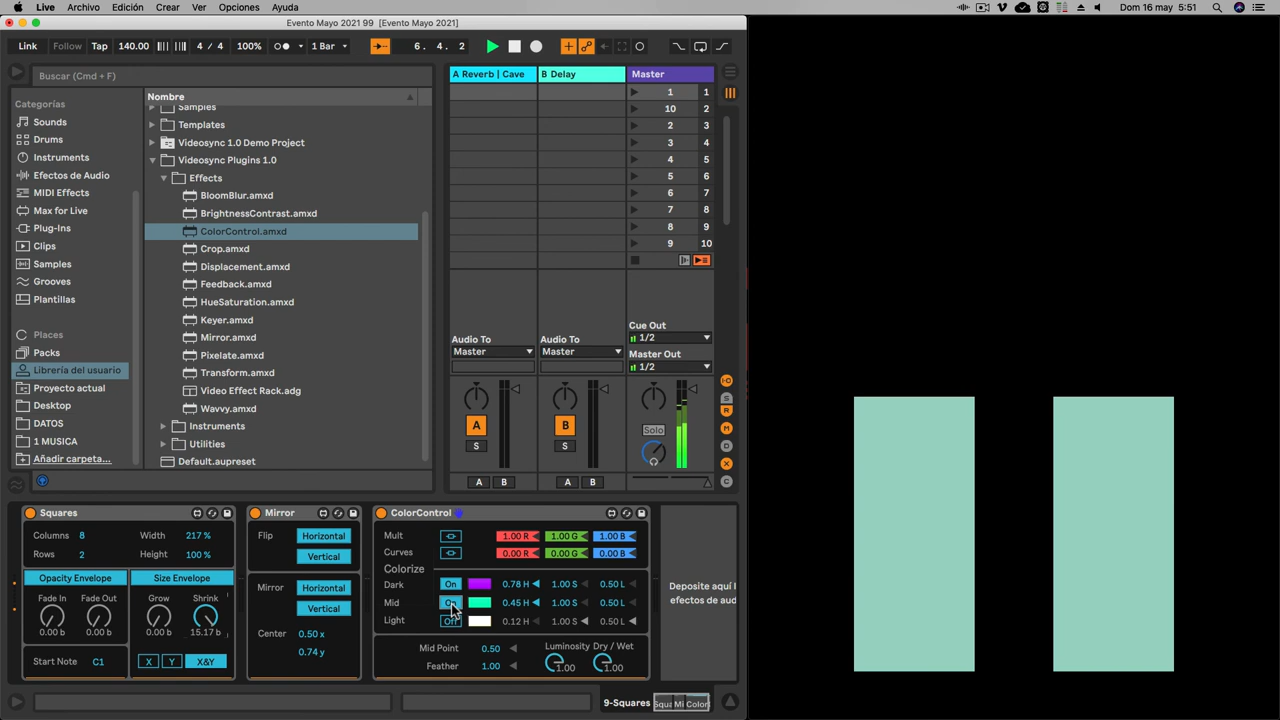 Live Archivo Edición Crear Ver Opciones Ayuda Dom 16 may 5:51
Evento Mayo 2021 99 [Evento Mayo 2021]
Link Follow Tap 140.00 4 / 4 100% 1 Bar 6. 4. 2
Buscar (Cmd + F)
Categorías
Sounds
Drums
Instruments
Efectos de Audio
MIDI Effects
Max for Live
Plug-Ins
Clips
Samples
Grooves
Plantillas
Places
Packs
Librería del usuario
Proyecto actual
Desktop
DATOS
1 MUSICA
Añadir carpeta...
Nombre
Samples
Templates
Videosync 1.0 Demo Project
Videosync Plugins 1.0
Effects
BloomBlur.amxd
BrightnessContrast.amxd
ColorControl.amxd
Crop.amxd
Displacement.amxd
Feedback.amxd
HueSaturation.amxd
Keyer.amxd
Mirror.amxd
Pixelate.amxd
Transform.amxd
Video Effect Rack.adg
Wavvy.amxd
Instruments
Utilities
Default.aupreset
A Reverb | Cave B Delay Master
1 1
10 2
2 3
3 4
4 5
5 6
6 7
7 8
8 9
9 10
Cue Out
1/2
Audio To Audio To Master Out
Master Master 1/2
Solo
A B
S S
A B A B
I-O
S
R
M
D
X
C
Squares
Columns 8 Width 217 %
Rows 2 Height 100 %
Opacity Envelope Size Envelope
Fade In Fade Out Grow Shrink
0.00 b 0.00 b 0.00 b 15.17 b
Start Note C1 X Y X&Y
Mirror
Flip Horizontal
Vertical
Mirror Horizontal
Vertical
Center 0.50 x
0.74 y
ColorControl
Mult 1.00 R 1.00 G 1.00 B
Curves 0.00 R 0.00 G 0.00 B
Colorize
Dark On 0.78 H 1.00 S 0.50 L
Mid On 0.45 H 1.00 S 0.50 L
Light Off 0.12 H 1.00 S 0.50 L
Mid Point 0.50 Luminosity Dry / Wet
Feather 1.00 1.00 1.00
Deposite aquí l
efectos de aud
9-Squares Squa Mi Color